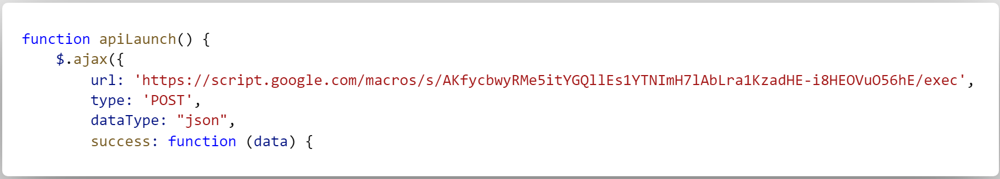 function apiLaunch() {
$.ajax({
url: 'https://script.google.com/macros/s/AKfycbwyRMe5itYGQllEs1YTNImH7lAbLra1KzadHE-i8HEOVuO56hE/exec',
type: 'POST',
dataType: "json",
success: function (data) {